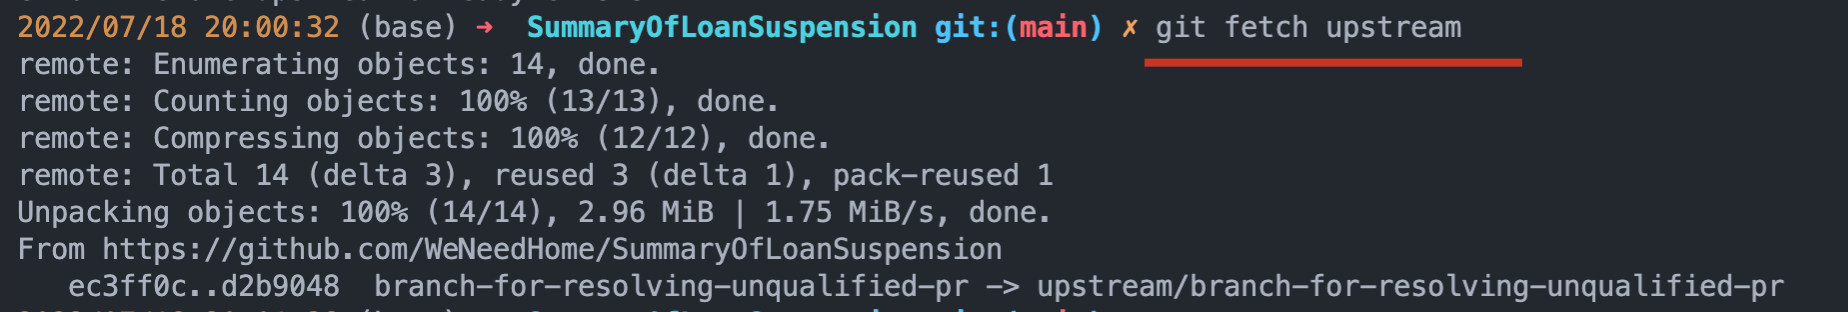 2022/07/18 20:00:32 (base) ➜ SummaryOfLoanSuspension git:(main) ✗ git fetch upstream
remote: Enumerating objects: 14, done.
remote: Counting objects: 100% (13/13), done.
remote: Compressing objects: 100% (12/12), done.
remote: Total 14 (delta 3), reused 3 (delta 1), pack-reused 1
Unpacking objects: 100% (14/14), 2.96 MiB | 1.75 MiB/s, done.
From https://github.com/WeNeedHome/SummaryOfLoanSuspension
ec3ff0c..d2b9048 branch-for-resolving-unqualified-pr -> upstream/branch-for-resolving-unqualified-pr